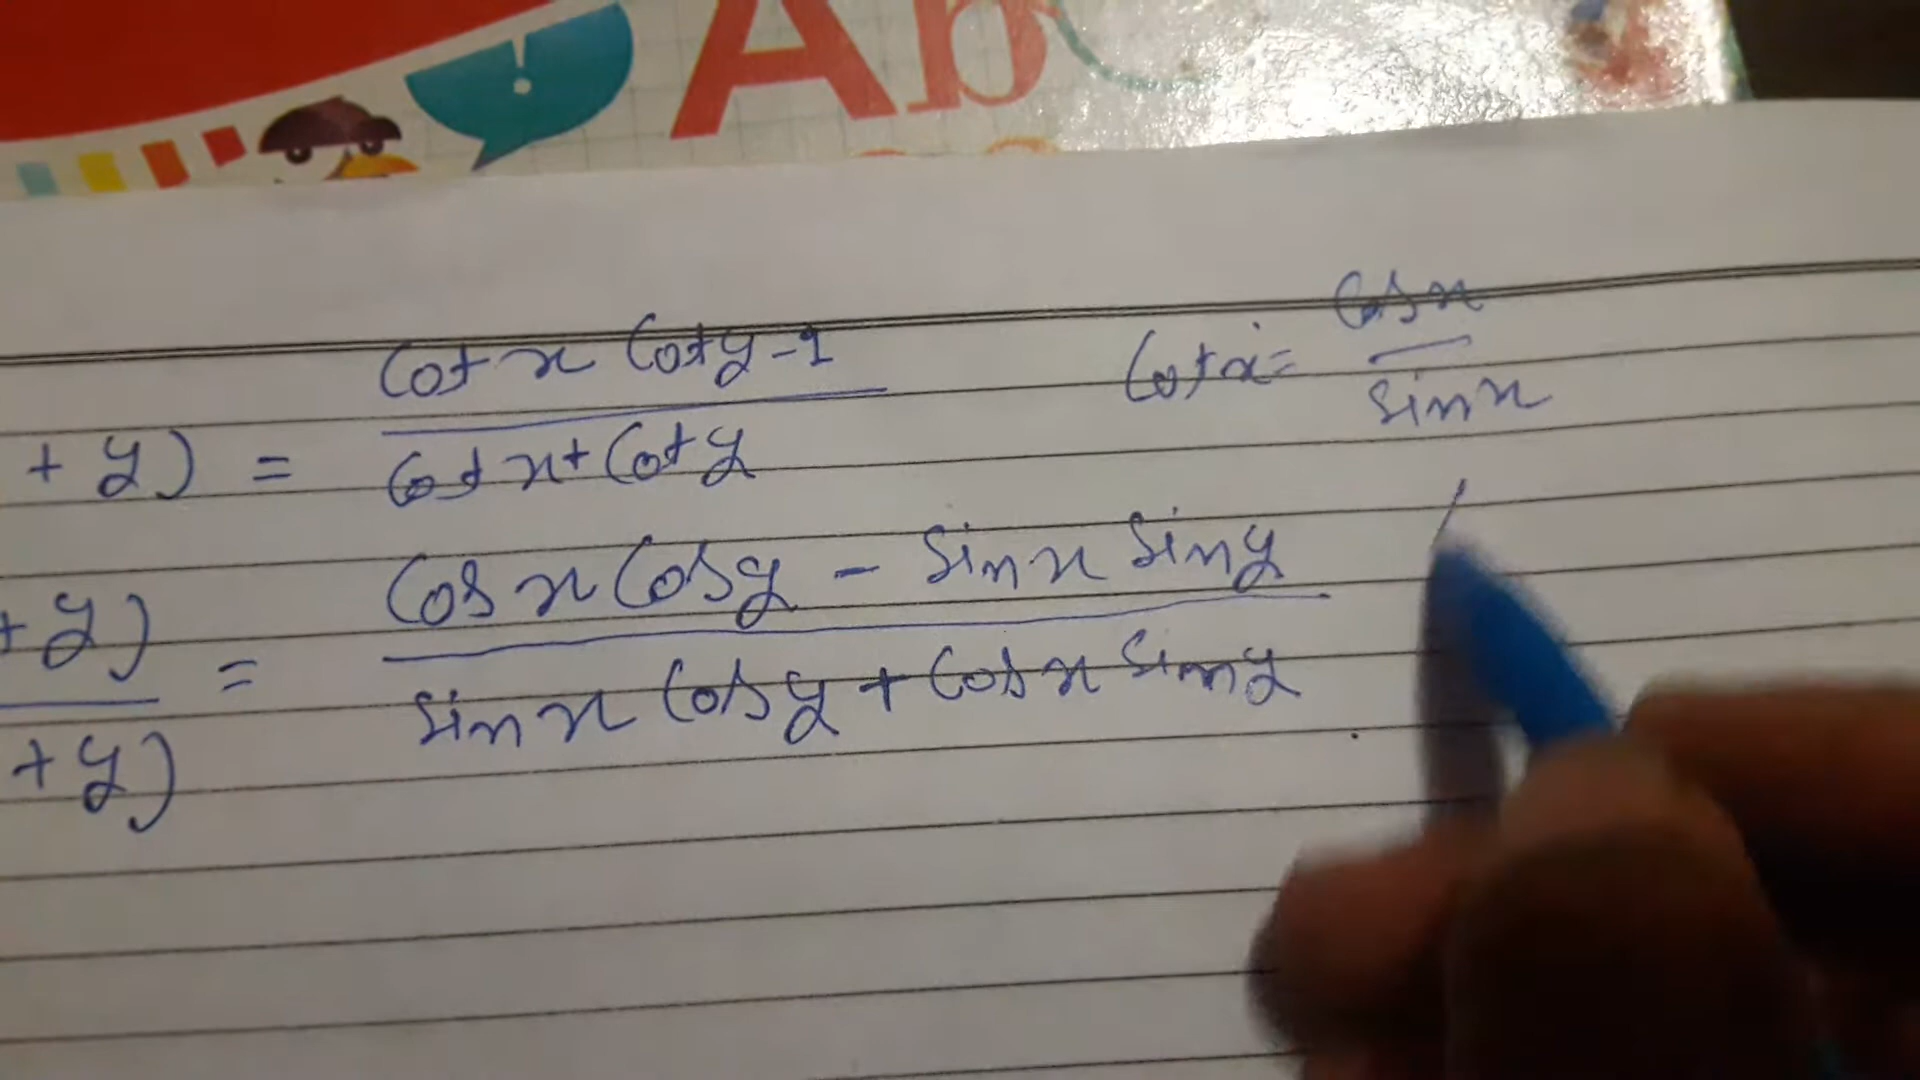 Ab
cot x cot y - 1
+ y) = 
cot x + cot y
cot x = cos x
sin x
+ y) = cos x cos y - sin x sin y
+ y) sin x cos y + cos x sin y